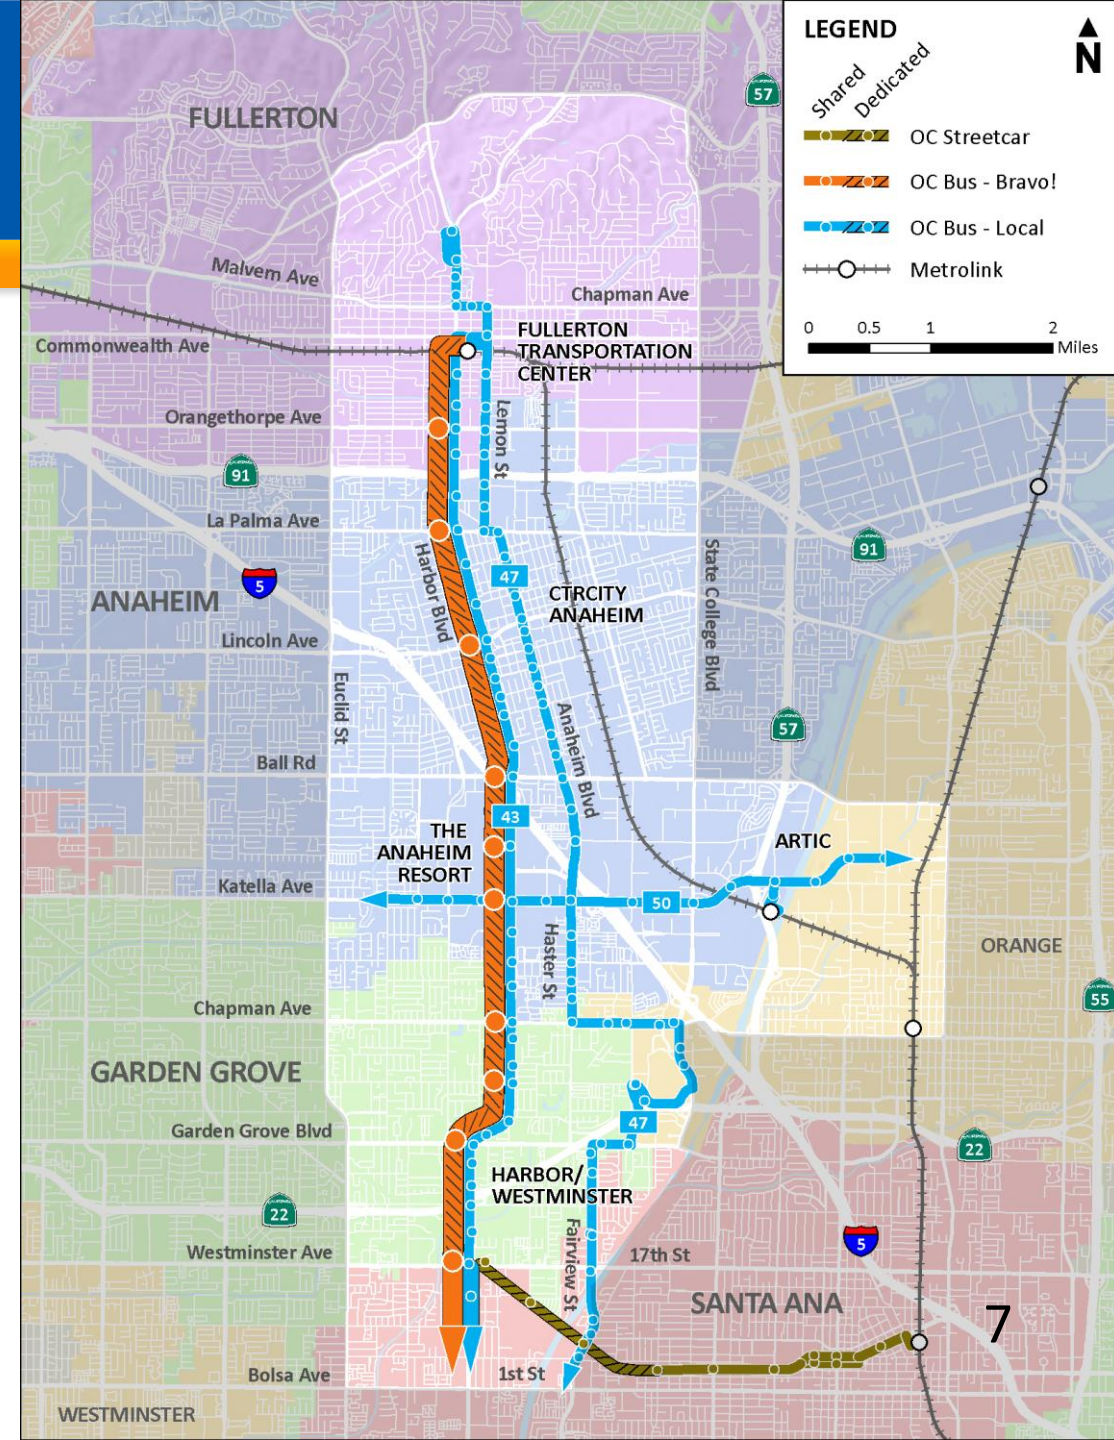 LEGEND
N
Shared
Dedicated
OC Streetcar
OC Bus - Bravo!
OC Bus - Local
Metrolink
0 0.5 1 2
Miles
57
FULLERTON
Malvern Ave
Chapman Ave
Commonwealth Ave
FULLERTON
TRANSPORTATION
CENTER
Orangethorpe Ave
Lemon St
91
La Palma Ave
Harbor Blvd
State College Blvd
91
5
47
ANAHEIM
CTRCITY
ANAHEIM
Lincoln Ave
Euclid St
Anaheim Blvd
57
Ball Rd
43
THE
ANAHEIM
RESORT
ARTIC
Katella Ave
50
Haster St
ORANGE
55
Chapman Ave
GARDEN GROVE
47
Garden Grove Blvd
22
HARBOR/
WESTMINSTER
22
Westminster Ave
Fairview St
17th St
5
SANTA ANA
7
Bolsa Ave
1st St
WESTMINSTER